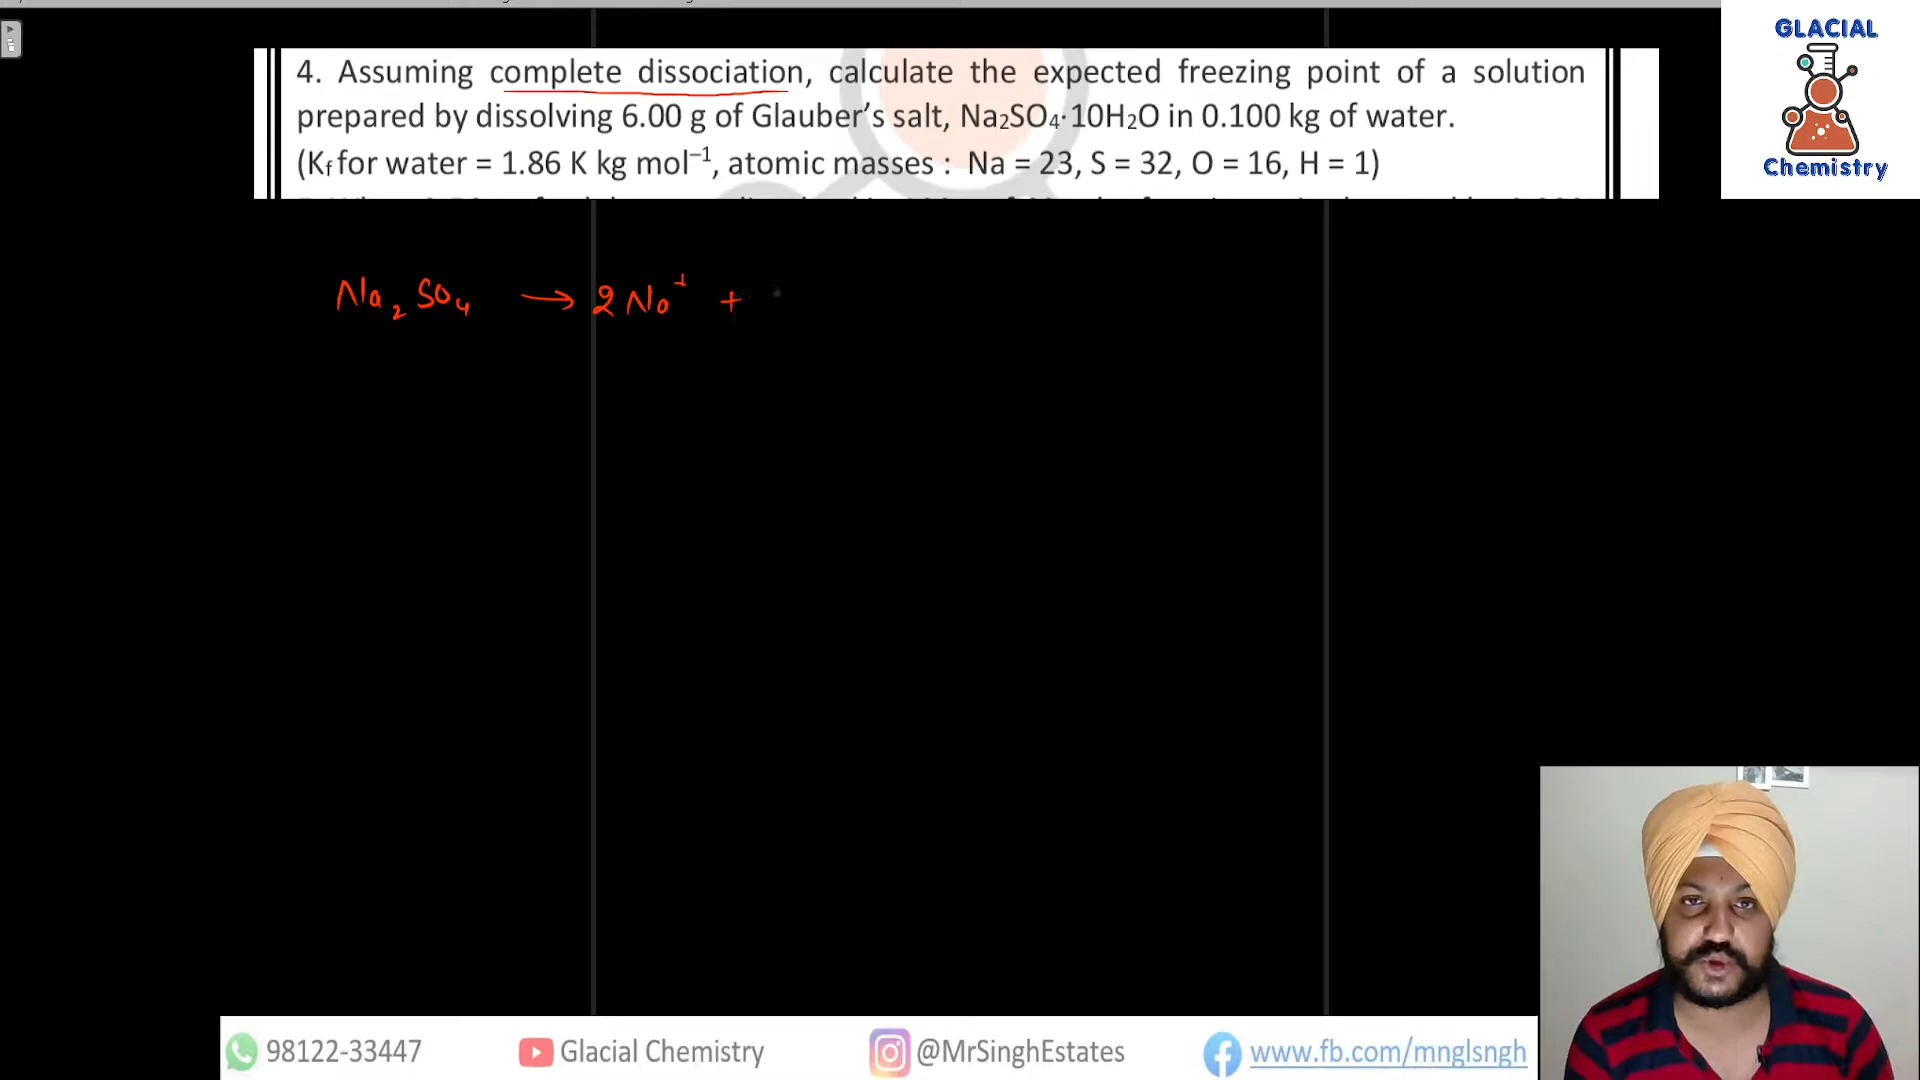 GLACIAL
Chemistry
4. Assuming complete dissociation, calculate the expected freezing point of a solution
prepared by dissolving 6.00 g of Glauber’s salt, Na₂SO₄·10H₂O in 0.100 kg of water.
(Kf for water = 1.86 K kg mol⁻¹, atomic masses : Na = 23, S = 32, O = 16, H = 1)
Na₂SO₄ → 2Na⁺ +
98122-33447
Glacial Chemistry
@MrSinghEstates
www.fb.com/mnglsngh